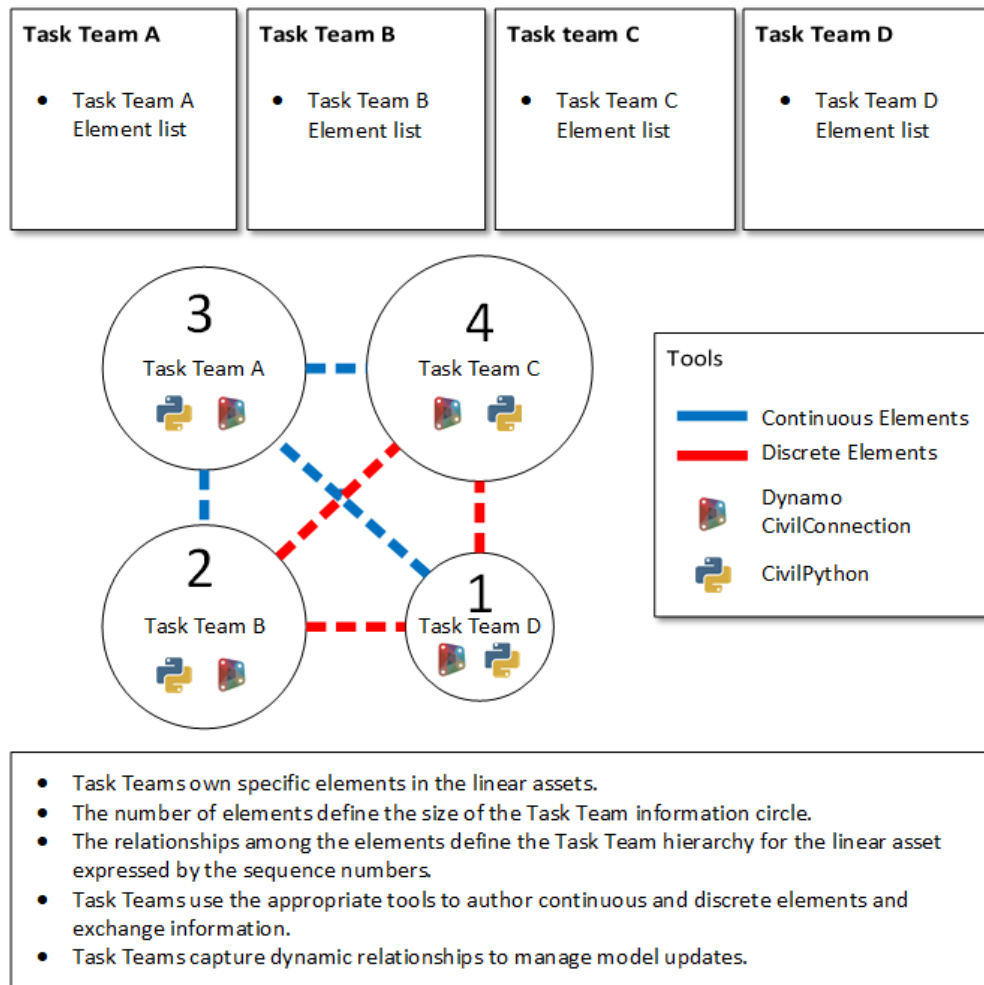 Task Team A
• Task Team A
Element list
Task Team B
• Task Team B
Element list
Task team C
• Task Team C
Element list
Task Team D
• Task Team D
Element list
3
Task Team A
4
Task Team C
2
Task Team B
1
Task Team D
Tools
Continuous Elements
Discrete Elements
Dynamo
CivilConnection
CivilPython
• Task Teams own specific elements in the linear assets.
• The number of elements define the size of the Task Team information circle.
• The relationships among the elements define the Task Team hierarchy for the linear asset
expressed by the sequence numbers.
• Task Teams use the appropriate tools to author continuous and discrete elements and
exchange information.
• Task Teams capture dynamic relationships to manage model updates.